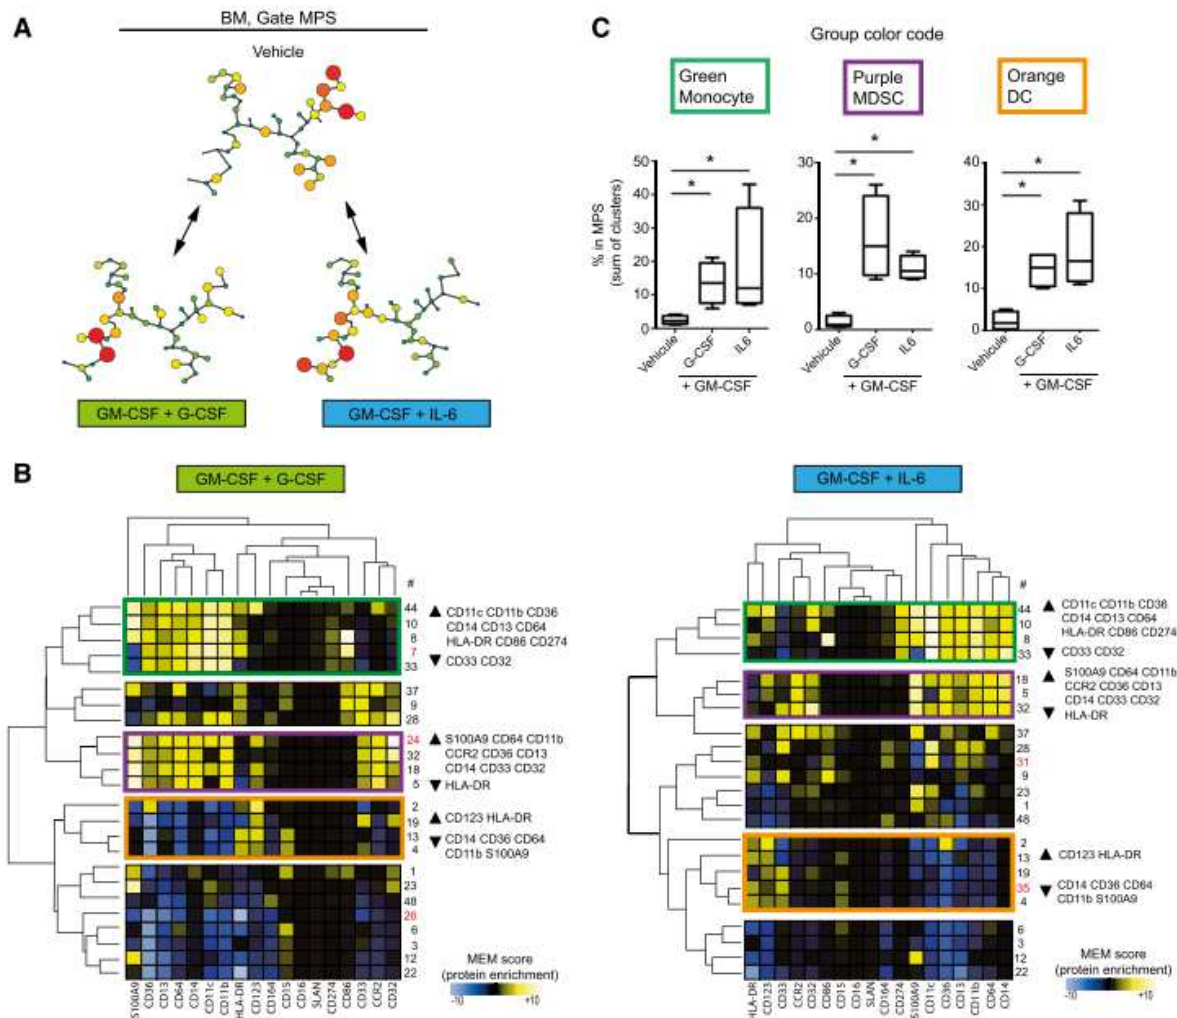 A
BM, Gate MPS
Vehicle
GM-CSF + G-CSF
GM-CSF + IL-6
C
Group color code
Green
Monocyte
Purple
MDSC
Orange
DC
% in MPS
(sum of clusters)
50
40
30
20
10
0
*
*
Vehicule
G-CSF
IL6
+ GM-CSF
30
20
10
0
*
*
Vehicule
G-CSF
IL6
+ GM-CSF
40
30
20
10
0
*
*
Vehicule
G-CSF
IL6
+ GM-CSF
B
GM-CSF + G-CSF
#
44
10
8
7
33
▲ CD11c CD11b CD36
CD14 CD13 CD64
HLA-DR CD86 CD274
▼ CD33 CD32
37
9
28
24
32
18
5
▲ S100A9 CD64 CD11b
CCR2 CD36 CD13
CD14 CD33 CD32
▼ HLA-DR
2
19
13
4
▲ CD123 HLA-DR
▼ CD14 CD36 CD64
CD11b S100A9
1
23
48
26
6
3
12
22
MEM score
(protein enrichment)
-10 +10
S100A9 CD36 CD13 CD64 CD14 CD11c CD11b HLA-DR CD123 CD164 CD15 CD16 SLAN CD274 CD86 CD33 CCR2 CD32
GM-CSF + IL-6
#
44
10
8
33
▲ CD11c CD11b CD36
CD14 CD13 CD64
HLA-DR CD86 CD274
▼ CD33 CD32
18
5
32
▲ S100A9 CD64 CD11b
CCR2 CD36 CD13
CD14 CD33 CD32
▼ HLA-DR
37
28
31
9
23
1
48
2
13
19
35
4
▲ CD123 HLA-DR
▼ CD14 CD36 CD64
CD11b S100A9
6
3
12
22
MEM score
(protein enrichment)
-10 +10
HLA-DR CD123 CD33 CCR2 CD32 CD86 CD15 CD16 SLAN CD164 CD274 S100A9 CD11c CD36 CD13 CD11b CD64 CD14